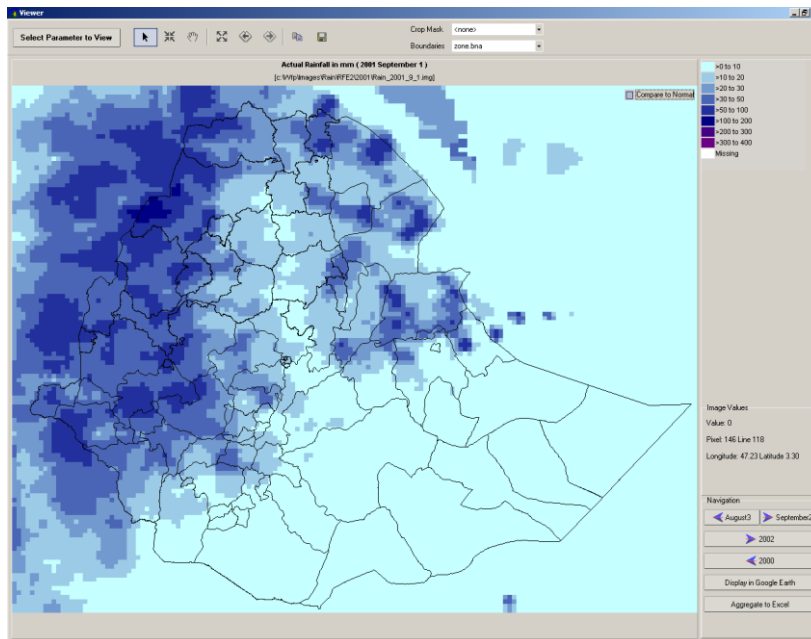 Viewer
Select Parameter to View
Crop Mask <none>
Boundaries zone.bna
Actual Rainfall in mm ( 2001 September 1 )
[c:\Wfp\Images\Rain\RFE2\2001\Rain_2001_9_1.img]
Compare to Normal
>0 to 10
>10 to 20
>20 to 30
>30 to 50
>50 to 100
>100 to 200
>200 to 300
>300 to 400
Missing
Image Values
Value: 0
Pixel: 146 Line 118
Longitude: 47.23 Latitude 3.30
Navigation
August3 September2
2002
2000
Display in Google Earth
Aggregate to Excel